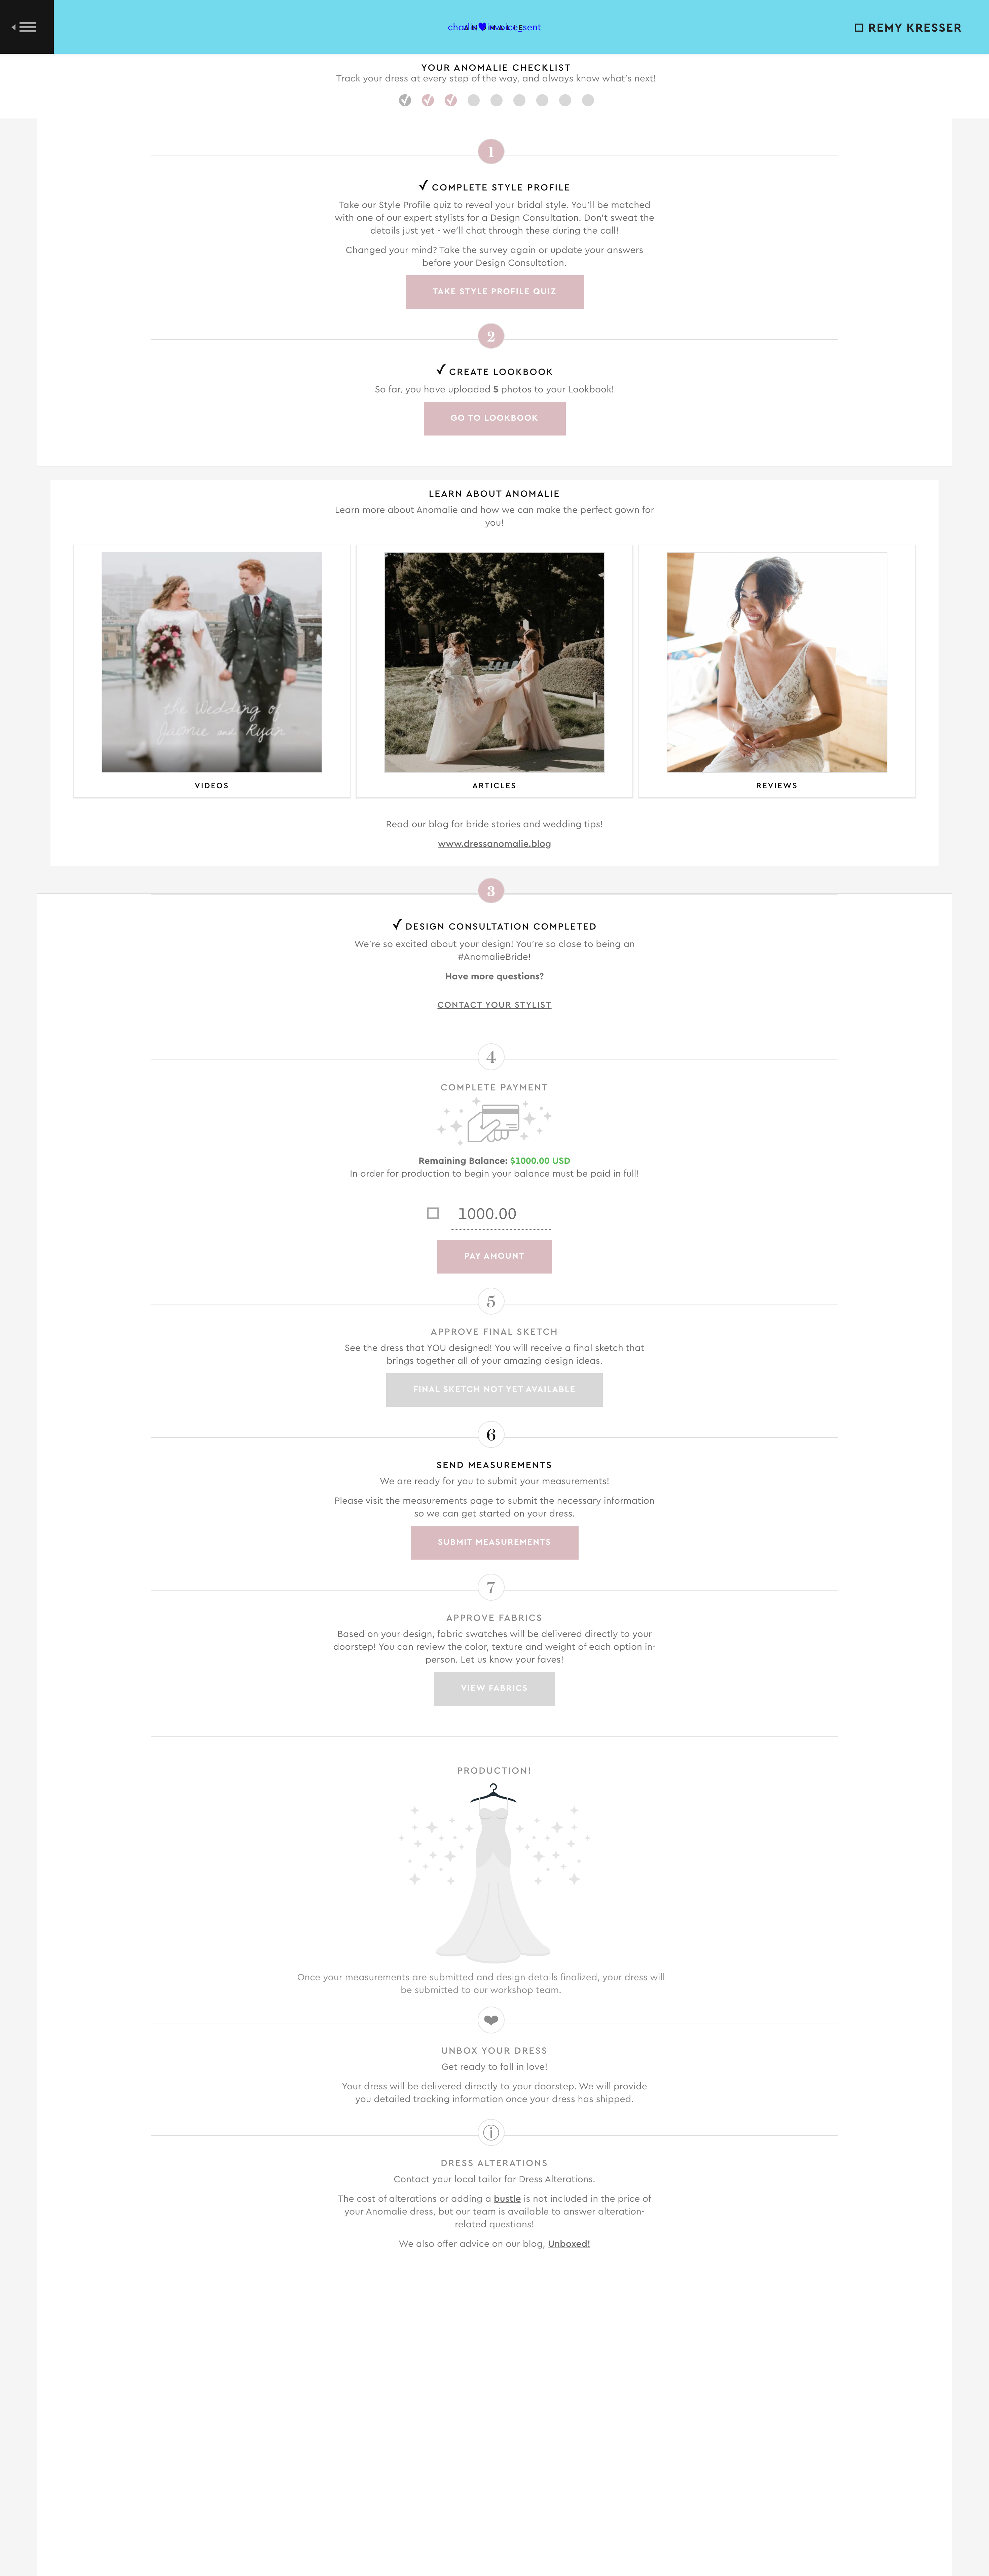 REMY KRESSER
YOUR ANOMALIE CHECKLIST
Track your dress at every step of the way, and always know what's next!
1
COMPLETE STYLE PROFILE
Take our Style Profile quiz to reveal your bridal style. You'll be matched
with one of our expert stylists for a Design Consultation. Don't sweat the
details just yet - we'll chat through these during the call!
Changed your mind? Take the survey again or update your answers
before your Design Consultation.
TAKE STYLE PROFILE QUIZ
2
CREATE LOOKBOOK
So far, you have uploaded 5 photos to your Lookbook!
GO TO LOOKBOOK
LEARN ABOUT ANOMALIE
Learn more about Anomalie and how we can make the perfect gown for
you!
the Wedding of
Jaimie and Ryan
VIDEOS
ARTICLES
REVIEWS
Read our blog for bride stories and wedding tips!
www.dressanomalie.blog
3
DESIGN CONSULTATION COMPLETED
We're so excited about your design! You're so close to being an
#AnomalieBride!
Have more questions?
CONTACT YOUR STYLIST
4
COMPLETE PAYMENT
Remaining Balance: $1000.00 USD
In order for production to begin your balance must be paid in full!
1000.00
PAY AMOUNT
5
APPROVE FINAL SKETCH
See the dress that YOU designed! You will receive a final sketch that
brings together all of your amazing design ideas.
FINAL SKETCH NOT YET AVAILABLE
6
SEND MEASUREMENTS
We are ready for you to submit your measurements!
Please visit the measurements page to submit the necessary information
so we can get started on your dress.
SUBMIT MEASUREMENTS
7
APPROVE FABRICS
Based on your design, fabric swatches will be delivered directly to your
doorstep! You can review the color, texture and weight of each option in-
person. Let us know your faves!
VIEW FABRICS
PRODUCTION!
Once your measurements are submitted and design details finalized, your dress will
be submitted to our workshop team.
UNBOX YOUR DRESS
Get ready to fall in love!
Your dress will be delivered directly to your doorstep. We will provide
you detailed tracking information once your dress has shipped.
DRESS ALTERATIONS
Contact your local tailor for Dress Alterations.
The cost of alterations or adding a bustle is not included in the price of
your Anomalie dress, but our team is available to answer alteration-
related questions!
We also offer advice on our blog, Unboxed!